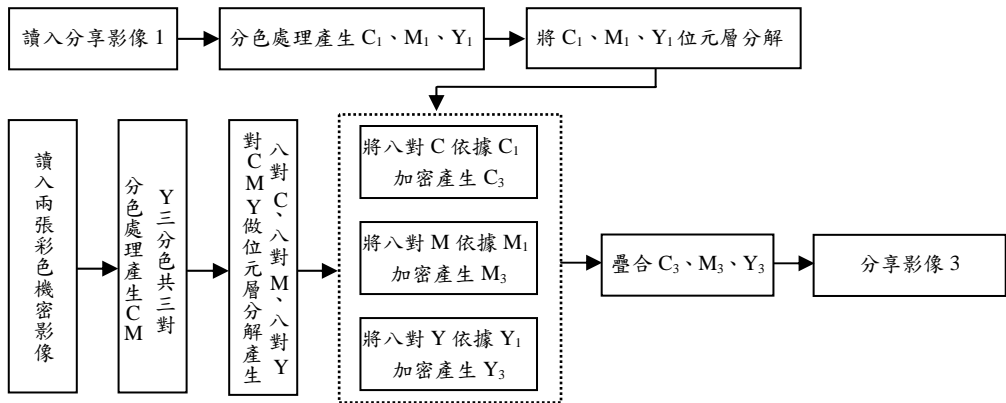 讀入分享影像 1
分色處理產生 C₁、M₁、Y₁
將 C₁、M₁、Y₁ 位元層分解
讀入兩張彩色機密影像
分色處理產生CM
Y三分色共三對
對CMY做位元層分解產生
八對C、八對M、八對Y
將八對 C 依據 C₁
加密產生 C₃
將八對 M 依據 M₁
加密產生 M₃
將八對 Y 依據 Y₁
加密產生 Y₃
疊合 C₃、M₃、Y₃
分享影像 3